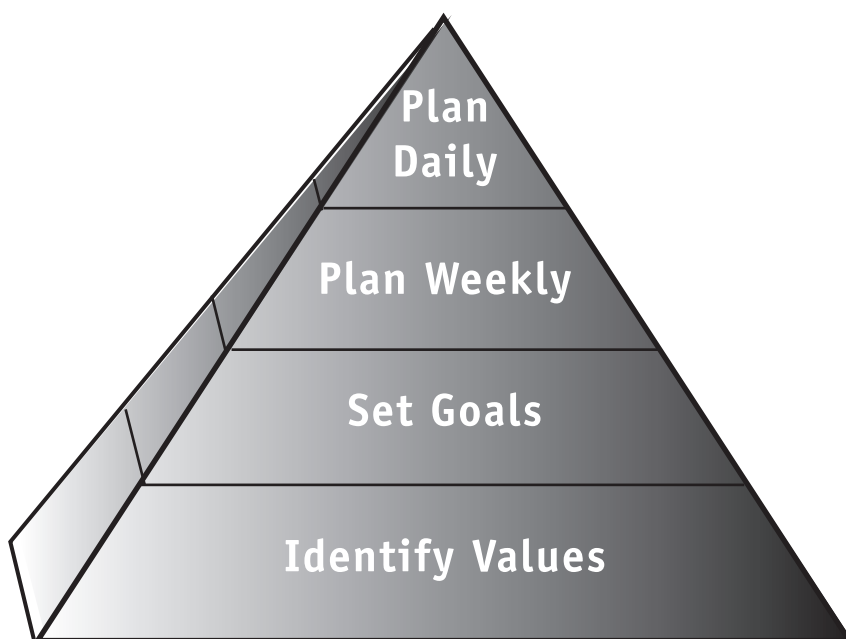 Plan
Daily
Plan Weekly
Set Goals
Identify Values